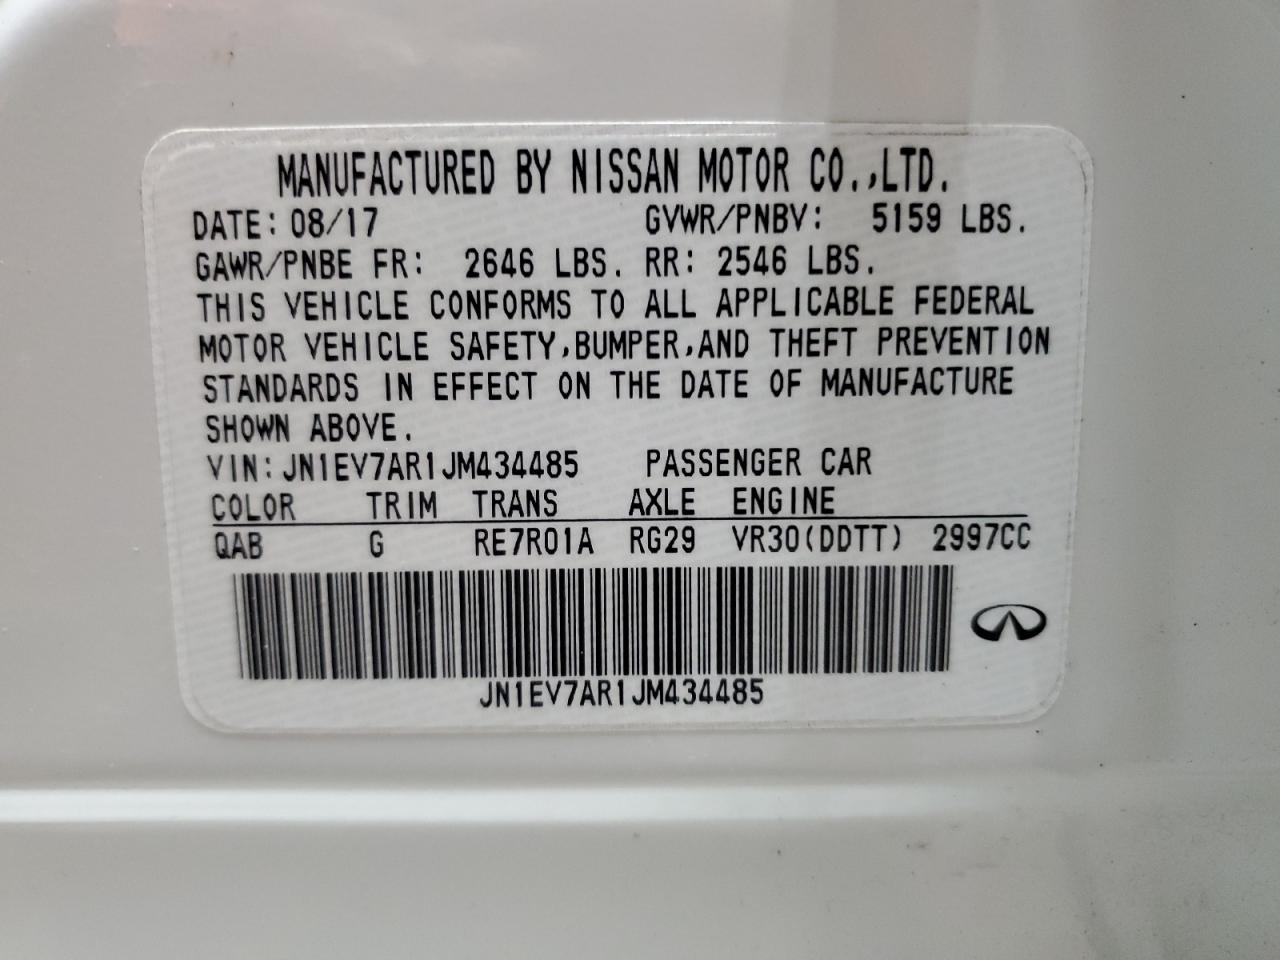 MANUFACTURED BY NISSAN MOTOR CO.,LTD.
DATE: 08/17 GVWR/PNBV: 5159 LBS.
GAWR/PNBE FR: 2646 LBS. RR: 2546 LBS.
THIS VEHICLE CONFORMS TO ALL APPLICABLE FEDERAL
MOTOR VEHICLE SAFETY,BUMPER,AND THEFT PREVENTION
STANDARDS IN EFFECT ON THE DATE OF MANUFACTURE
SHOWN ABOVE.
VIN: JN1EV7AR1JM434485 PASSENGER CAR
COLOR TRIM TRANS AXLE ENGINE
QAB G RE7R01A RG29 VR30(DDTT) 2997CC
JN1EV7AR1JM434485